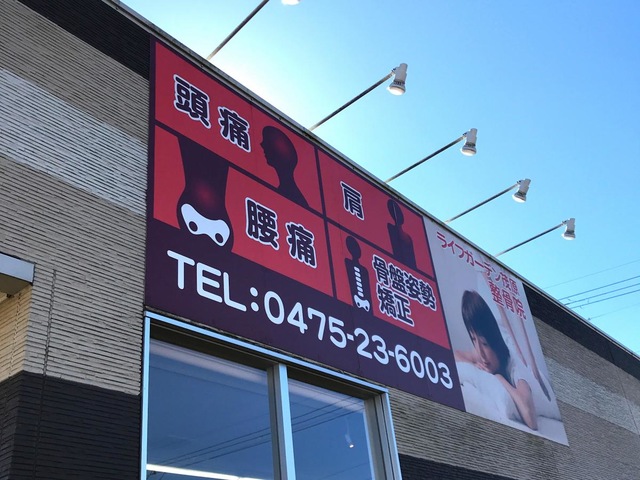 頭痛
肩
腰痛
骨盤姿勢
矯正
TEL:0475-23-6003
ライフガーデン茂原
整骨院